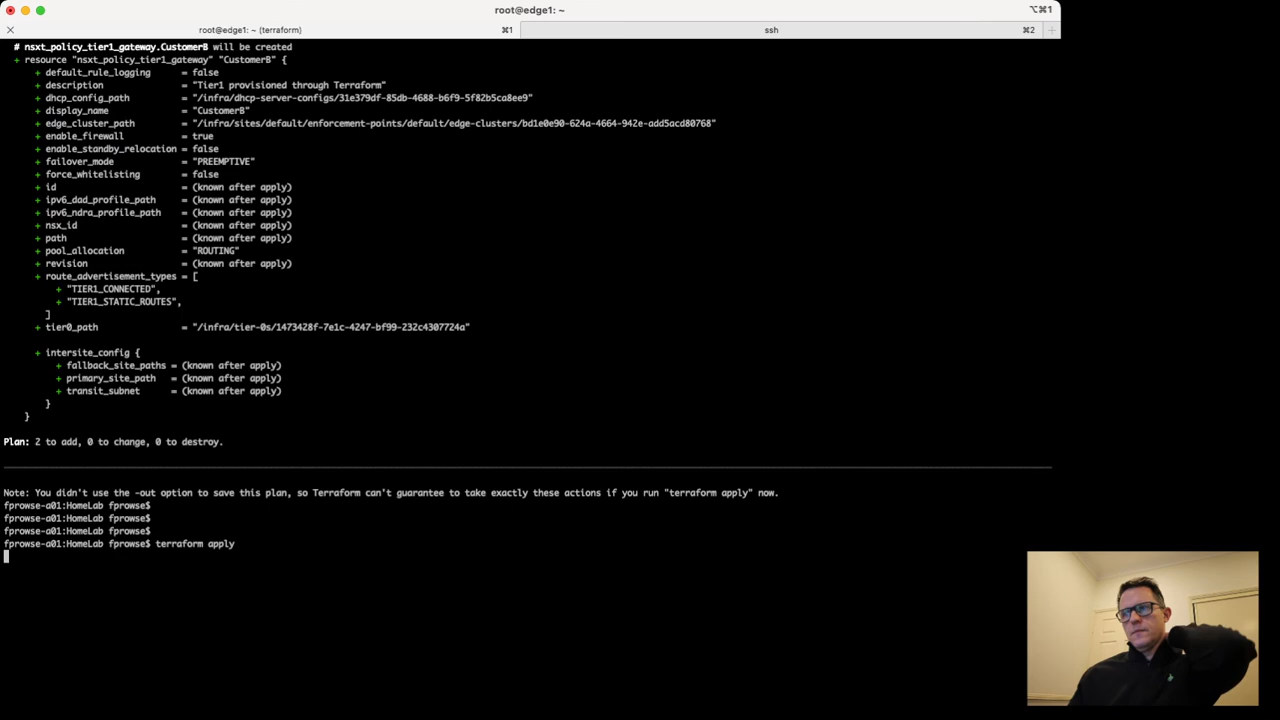 root@edge1: ~
⌥⌘1
root@edge1: ~ (terraform)
⌘1
ssh
⌘2
# nsxt_policy_tier1_gateway.CustomerB will be created
+ resource "nsxt_policy_tier1_gateway" "CustomerB" {
+ default_rule_logging = false
+ description = "Tier1 provisioned through Terraform"
+ dhcp_config_path = "/infra/dhcp-server-configs/31e379df-85db-4688-b6f9-5f82b5ca8ee9"
+ display_name = "CustomerB"
+ edge_cluster_path = "/infra/sites/default/enforcement-points/default/edge-clusters/bd1e0e90-624a-4664-942e-add5acd80768"
+ enable_firewall = true
+ enable_standby_relocation = false
+ failover_mode = "PREEMPTIVE"
+ force_whitelisting = false
+ id = (known after apply)
+ ipv6_dad_profile_path = (known after apply)
+ ipv6_ndra_profile_path = (known after apply)
+ nsx_id = (known after apply)
+ path = (known after apply)
+ pool_allocation = "ROUTING"
+ revision = (known after apply)
+ route_advertisement_types = [
+ "TIER1_CONNECTED",
+ "TIER1_STATIC_ROUTES",
]
+ tier0_path = "/infra/tier-0s/1473428f-7e1c-4247-bf99-232c4307724a"
+ intersite_config {
+ fallback_site_paths = (known after apply)
+ primary_site_path = (known after apply)
+ transit_subnet = (known after apply)
}
}
Plan: 2 to add, 0 to change, 0 to destroy.
Note: You didn't use the -out option to save this plan, so Terraform can't guarantee to take exactly these actions if you run "terraform apply" now.
fprowse-a01:HomeLab fprowse$
fprowse-a01:HomeLab fprowse$
fprowse-a01:HomeLab fprowse$
fprowse-a01:HomeLab fprowse$ terraform apply